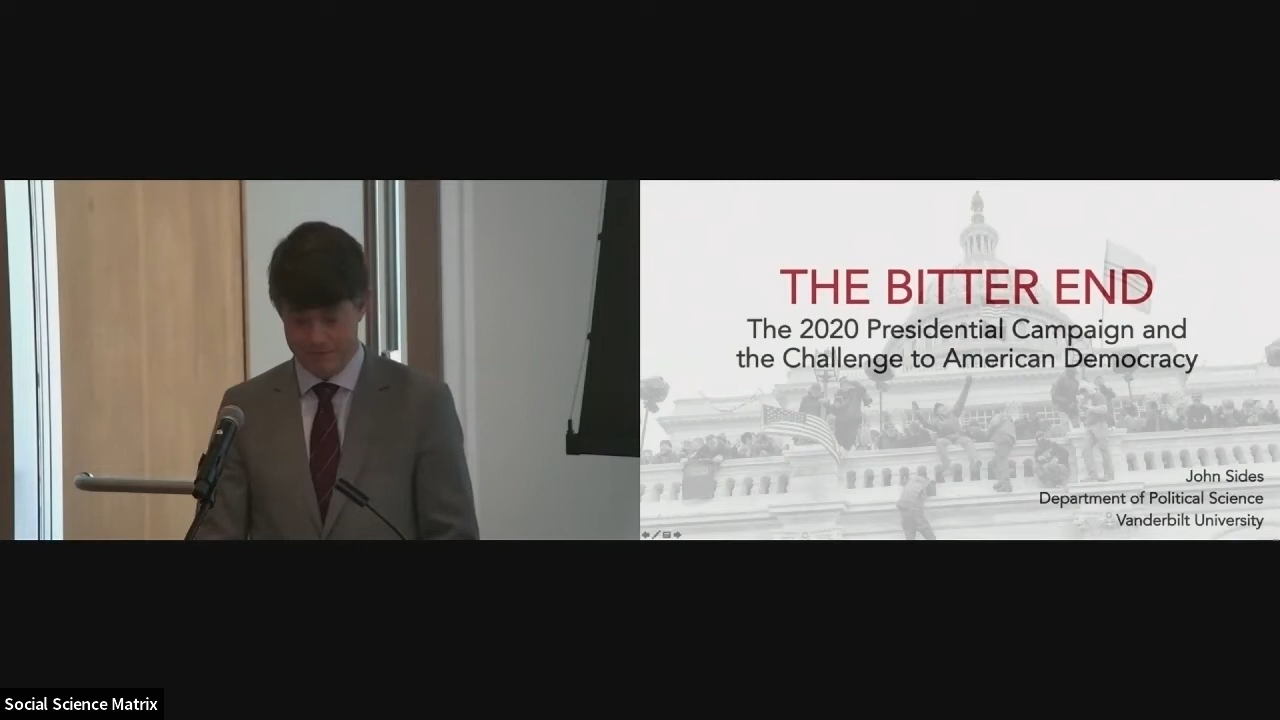 THE BITTER END
The 2020 Presidential Campaign and
the Challenge to American Democracy
John Sides
Department of Political Science
Vanderbilt University
Social Science Matrix